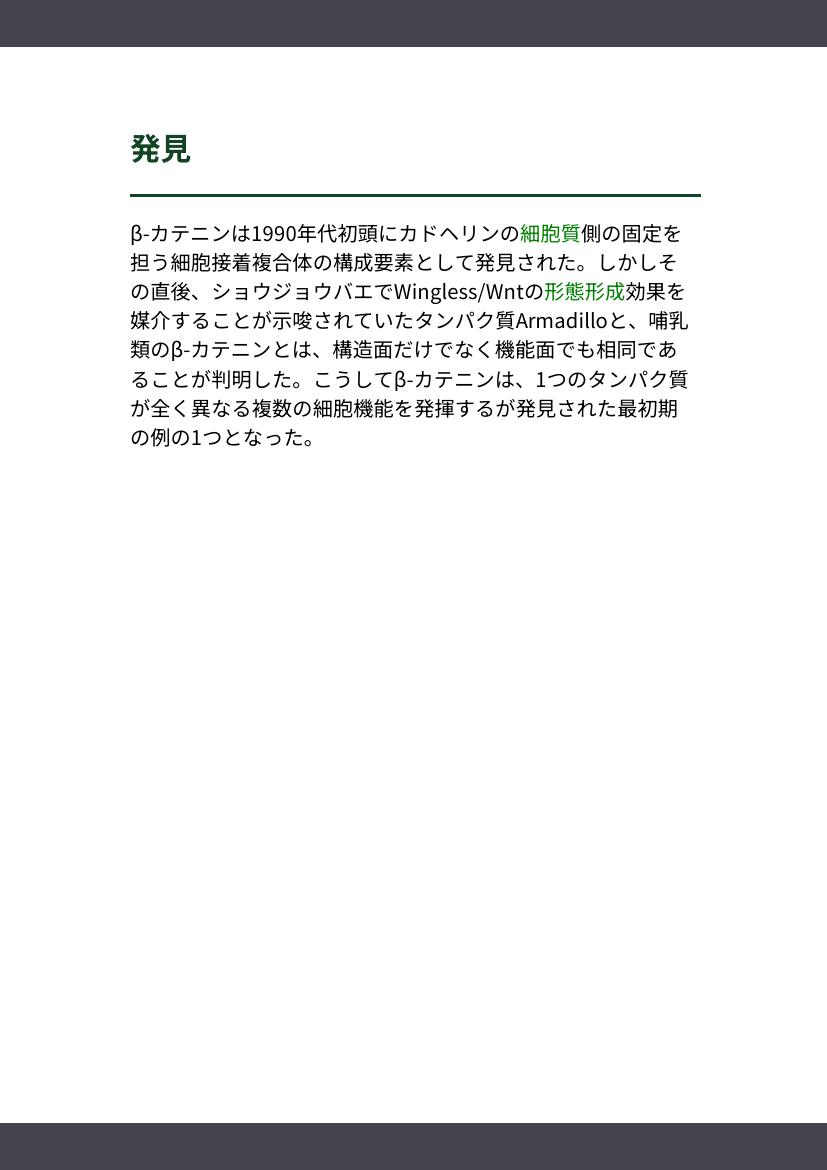 発見
β-カテニンは1990年代初頭にカドヘリンの細胞質側の固定を
担う細胞接着複合体の構成要素として発見された。しかしそ
の直後、ショウジョウバエでWingless/Wntの形態形成効果を
媒介することが示唆されていたタンパク質Armadilloと、哺乳
類のβ-カテニンとは、構造面だけでなく機能面でも相同であ
ることが判明した。こうしてβ-カテニンは、1つのタンパク質
が全く異なる複数の細胞機能を発揮するが発見された最初期
の例の1つとなった。